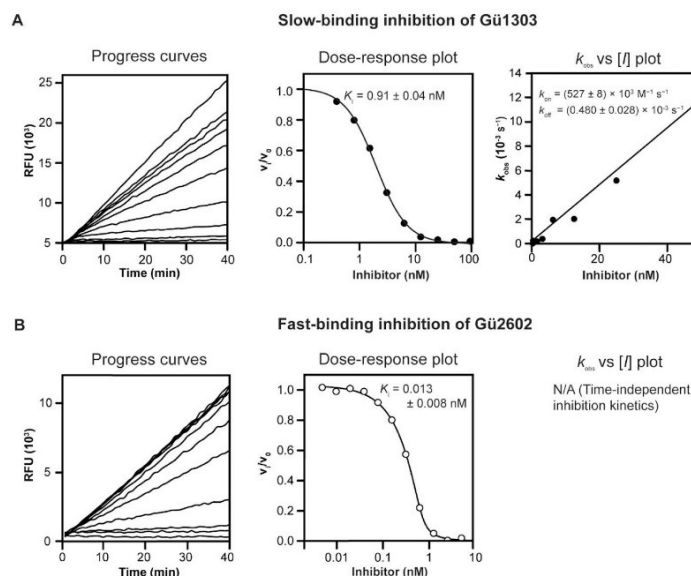 A
Slow-binding inhibition of Gü1303
Progress curves
Dose-response plot
kobs vs [I] plot
25
20
15
10
5
RFU (10³)
0 10 20 30 40
Time (min)
1.0
0.8
0.6
0.4
0.2
0.0
vi/v0
Ki = 0.91 ± 0.04 nM
0.1 1 10 100
Inhibitor (nM)
14
12
10
8
6
4
2
0
kobs (10⁻³ s⁻¹)
kon = (527 ± 8) × 10³ M⁻¹ s⁻¹
koff = (0.480 ± 0.028) × 10⁻³ s⁻¹
0 20 40
Inhibitor (nM)
B
Fast-binding inhibition of Gü2602
Progress curves
Dose-response plot
kobs vs [I] plot
10
5
0
RFU (10³)
0 10 20 30 40
Time (min)
1.0
0.8
0.6
0.4
0.2
0.0
vi/v0
Ki = 0.013
± 0.008 nM
0.01 0.1 1 10
Inhibitor (nM)
N/A (Time-independent
inhibition kinetics)